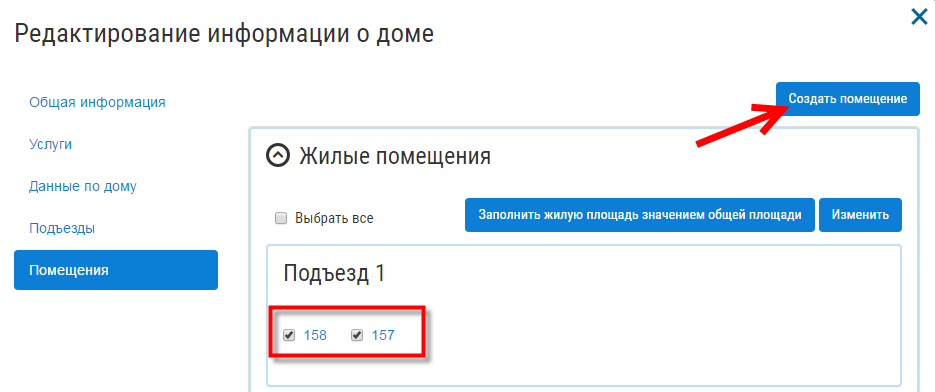 Редактирование информации о доме
Общая информация
Услуги
Данные по дому
Подъезды
Помещения
Создать помещение
Жилые помещения
Выбрать все
Заполнить жилую площадь значением общей площади
Изменить
Подъезд 1
158 157